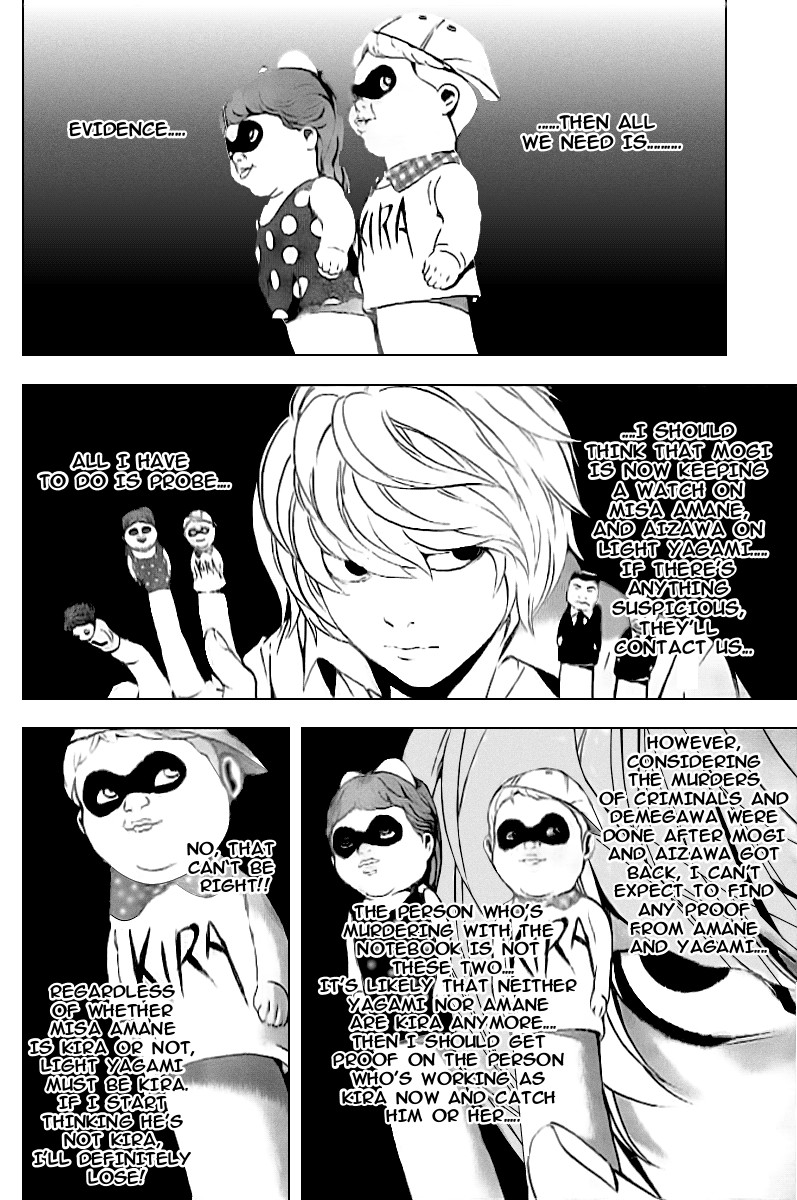 ......THEN ALL
WE NEED IS..........
EVIDENCE.....
KIRA
....I SHOULD
THINK THAT MOGI
IS NOW KEEPING
A WATCH ON
MISA AMANE,
AND AIZAWA ON
LIGHT YAGAMI.....
IF THERE'S
ANYTHING
SUSPICIOUS,
THEY'LL
CONTACT US...
ALL I HAVE
TO DO IS PROBE....
KIRA
HOWEVER,
CONSIDERING
THE MURDERS
OF CRIMINALS AND
DEMEGAWA WERE
DONE AFTER MOGI
AND AIZAWA GOT
BACK, I CAN'T
EXPECT TO FIND
ANY PROOF
FROM AMANE
AND YAGAMI....
THE PERSON WHO'S
MURDERING WITH THE
NOTEBOOK IS NOT
THESE TWO....
IT'S LIKELY THAT NEITHER
YAGAMI NOR AMANE
ARE KIRA ANYMORE....
THEN I SHOULD GET
PROOF ON THE PERSON
WHO'S WORKING AS
KIRA NOW AND CATCH
HIM OR HER.....
KIRA
NO, THAT
CAN'T BE
RIGHT!!
KIRA
REGARDLESS
OF WHETHER
MISA AMANE
IS KIRA OR NOT,
LIGHT YAGAMI
MUST BE KIRA.
IF I START
THINKING HE'S
NOT KIRA,
I'LL DEFINITELY
LOSE!